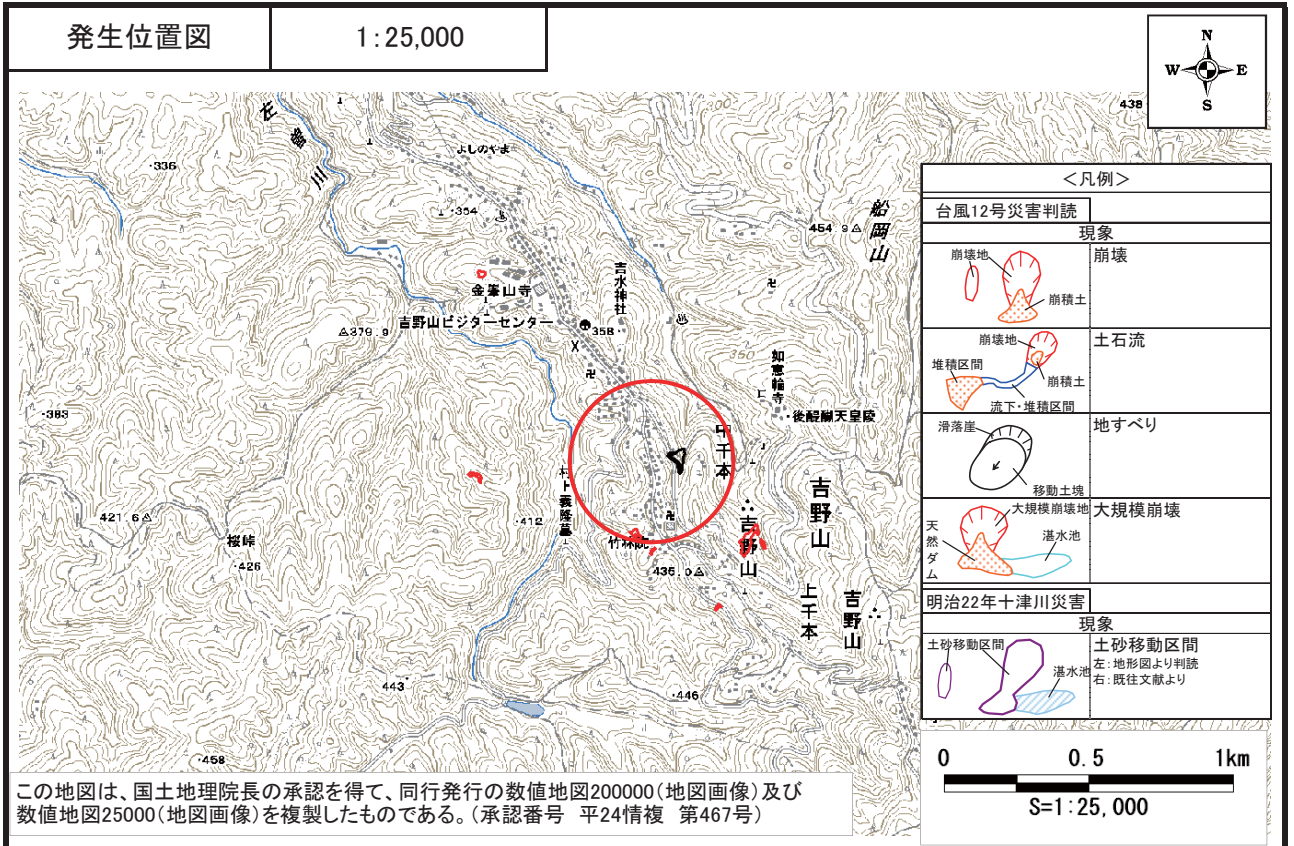 発生位置図
1:25,000
N
W E
S
438
左曽川
・336
よしのやま
・354
船岡山
454.9△
吉水神社
金峯山寺
吉野山ビジターセンター
358・
△379.9
350
如意輪寺
・後醍醐天皇陵
・383
中千本
村上義隆墓
吉野山
∴吉野山
・412
竹林院
421.6△
桜峠
・426
436.0△
上千本
吉野山∴
443・
・446
・458
<凡例>
台風12号災害判読
現象
崩壊地
崩積土
崩壊
崩壊地
堆積区間
崩積土
流下・堆積区間
土石流
滑落崖
移動土塊
地すべり
大規模崩壊地
天然ダム
湛水池
大規模崩壊
明治22年十津川災害
現象
土砂移動区間
湛水池
土砂移動区間
左:地形図より判読
右:既往文献より
0 0.5 1km
S=1:25,000
この地図は、国土地理院長の承認を得て、同行発行の数値地図200000(地図画像)及び
数値地図25000(地図画像)を複製したものである。(承認番号 平24情複 第467号)